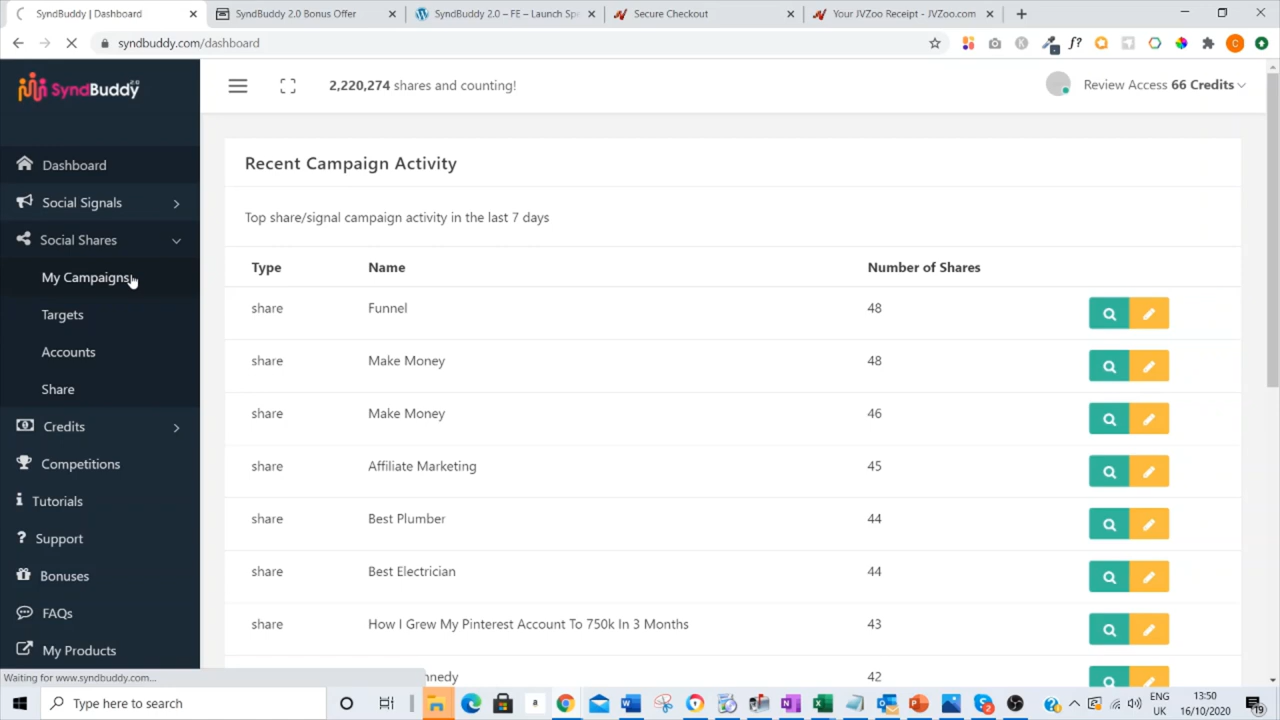 SyndBuddy | Dashboard
SyndBuddy 2.0 Bonus Offer
SyndBuddy 2.0 – FE – Launch Spe
Secure Checkout
Your JVZoo Receipt - JVZoo.com
syndbuddy.com/dashboard
SyndBuddy
2,220,274 shares and counting!
Review Access 66 Credits
Dashboard
Social Signals
Social Shares
My Campaigns
Targets
Accounts
Share
Credits
Competitions
Tutorials
Support
Bonuses
FAQs
My Products
Recent Campaign Activity
Top share/signal campaign activity in the last 7 days
Type Name Number of Shares
share Funnel 48
share Make Money 48
share Make Money 46
share Affiliate Marketing 45
share Best Plumber 44
share Best Electrician 44
share How I Grew My Pinterest Account To 750k In 3 Months 43
42
Waiting for www.syndbuddy.com...
Type here to search
ENG
UK
13:50
16/10/2020
19